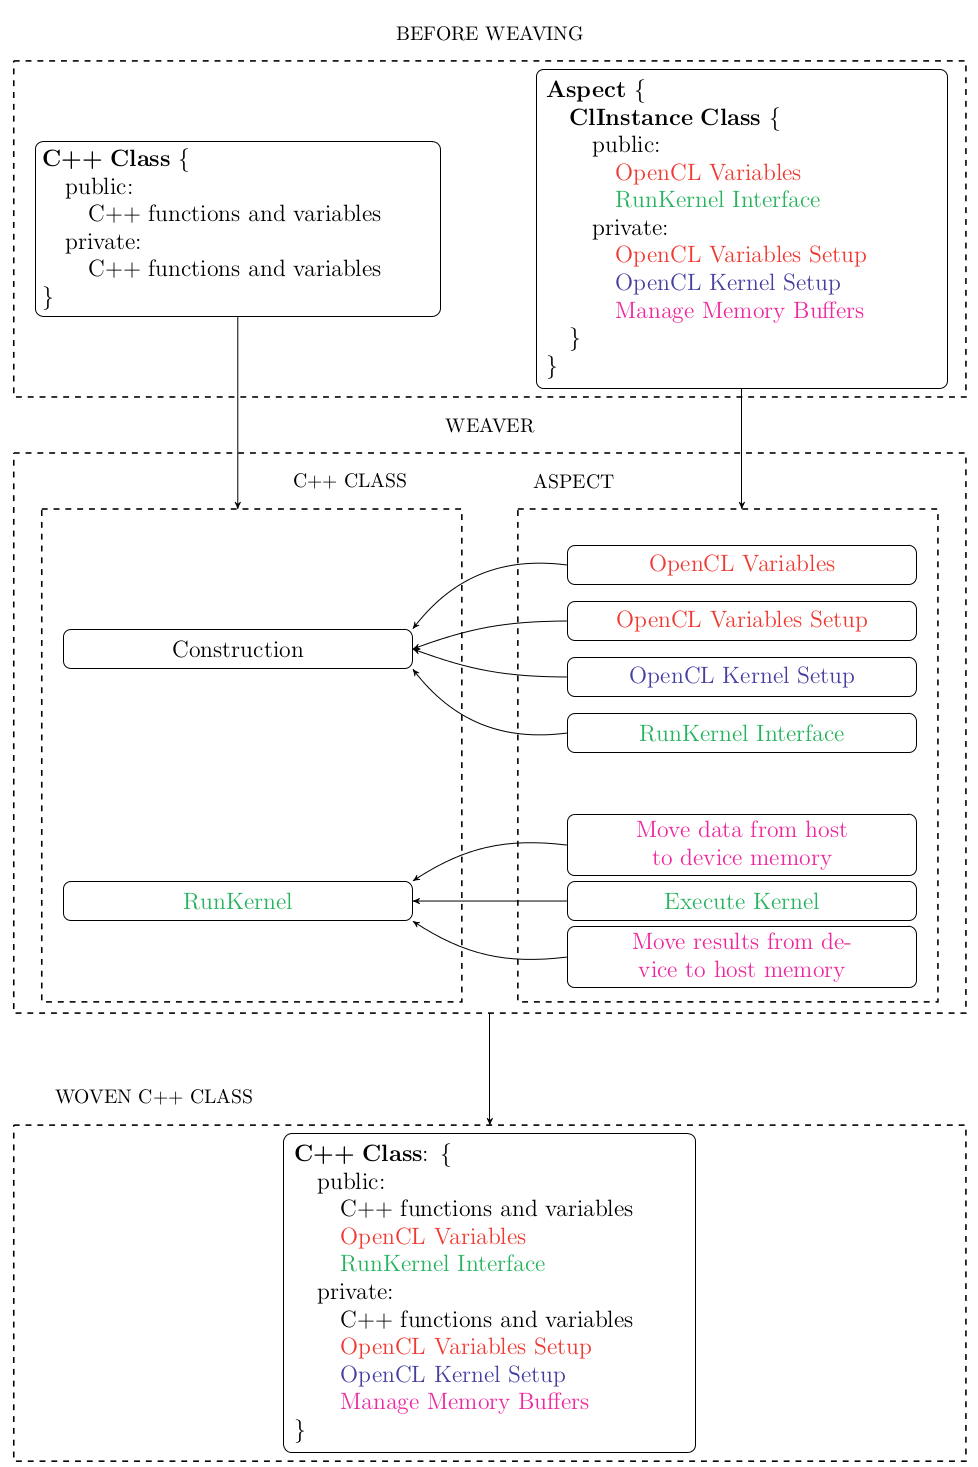 BEFORE WEAVING
C++ Class {
public:
C++ functions and variables
private:
C++ functions and variables
}
Aspect {
ClInstance Class {
public:
OpenCL Variables
RunKernel Interface
private:
OpenCL Variables Setup
OpenCL Kernel Setup
Manage Memory Buffers
}
}
WEAVER
C++ CLASS
ASPECT
Construction
OpenCL Variables
OpenCL Variables Setup
OpenCL Kernel Setup
RunKernel Interface
RunKernel
Move data from host
to device memory
Execute Kernel
Move results from de-
vice to host memory
WOVEN C++ CLASS
C++ Class: {
public:
C++ functions and variables
OpenCL Variables
RunKernel Interface
private:
C++ functions and variables
OpenCL Variables Setup
OpenCL Kernel Setup
Manage Memory Buffers
}